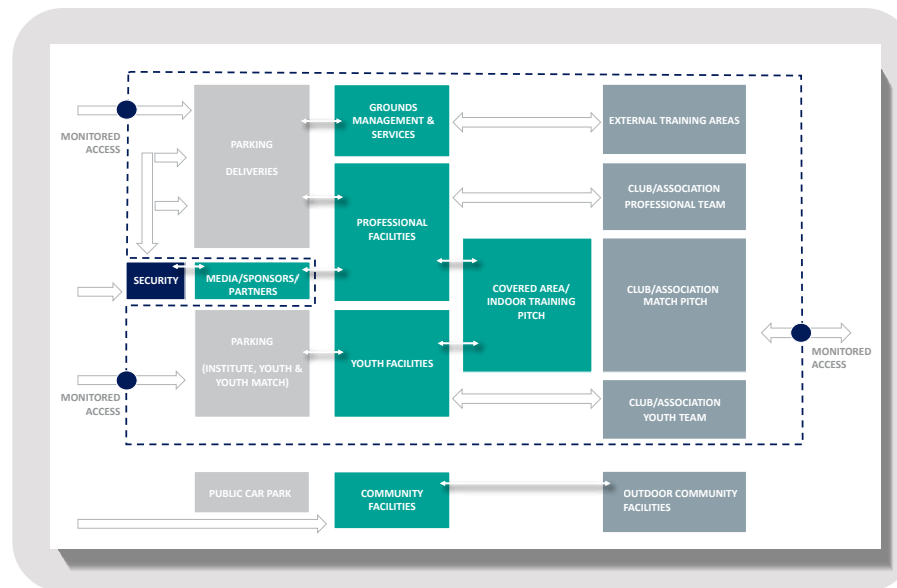 MONITORED
ACCESS
PARKING
DELIVERIES
GROUNDS
MANAGEMENT &
SERVICES
EXTERNAL TRAINING AREAS
PROFESSIONAL
FACILITIES
CLUB/ASSOCIATION
PROFESSIONAL TEAM
SECURITY
MEDIA/SPONSORS/
PARTNERS
COVERED AREA/
INDOOR TRAINING
PITCH
CLUB/ASSOCIATION
MATCH PITCH
PARKING
(INSTITUTE, YOUTH &
YOUTH MATCH)
YOUTH FACILITIES
MONITORED
ACCESS
MONITORED
ACCESS
CLUB/ASSOCIATION
YOUTH TEAM
PUBLIC CAR PARK
COMMUNITY
FACILITIES
OUTDOOR COMMUNITY
FACILITIES